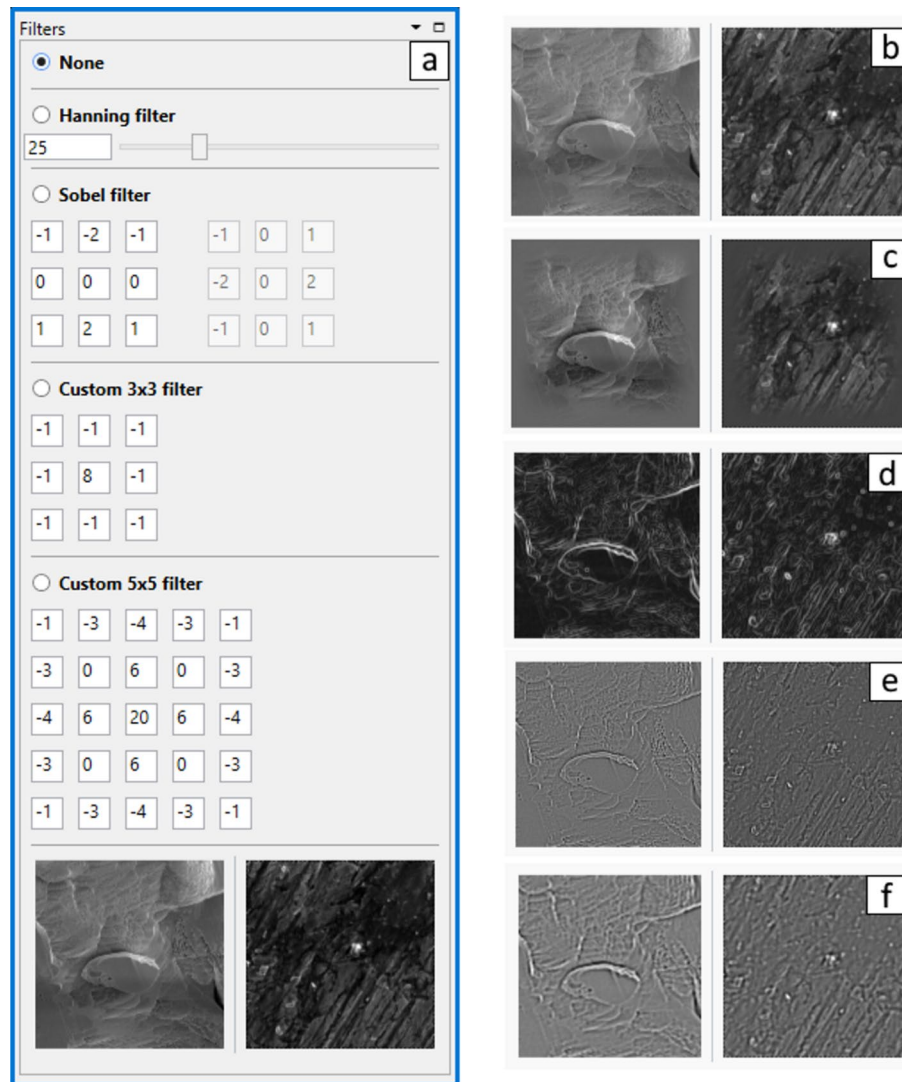 Filters
a
None
Hanning filter
25
Sobel filter
-1 -2 -1 -1 0 1
0 0 0 -2 0 2
1 2 1 -1 0 1
Custom 3x3 filter
-1 -1 -1
-1 8 -1
-1 -1 -1
Custom 5x5 filter
-1 -3 -4 -3 -1
-3 0 6 0 -3
-4 6 20 6 -4
-3 0 6 0 -3
-1 -3 -4 -3 -1
b
c
d
e
f